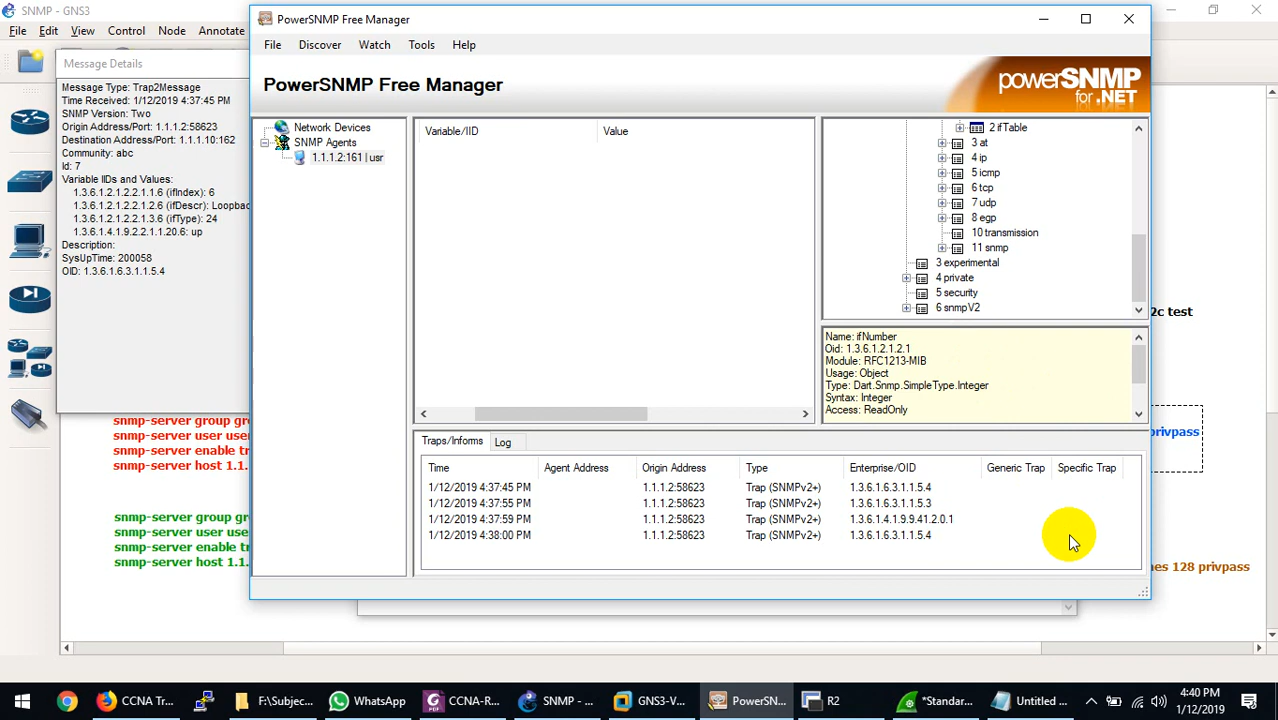 SNMP - GNS3
File Edit View Control Node Annotate
Message Details
Message Type: Trap2Message
Time Received: 1/12/2019 4:37:45 PM
SNMP Version: Two
Origin Address/Port: 1.1.1.2:58623
Destination Address/Port: 1.1.1.10:162
Community: abc
Id: 7
Variable IIDs and Values:
1.3.6.1.2.1.2.2.1.1.6 (ifIndex): 6
1.3.6.1.2.1.2.2.1.2.6 (ifDescr): Loopbac
1.3.6.1.2.1.2.2.1.3.6 (ifType): 24
1.3.6.1.4.1.9.2.2.1.1.20.6: up
Description:
SysUpTime: 200058
OID: 1.3.6.1.6.3.1.1.5.4
PowerSNMP Free Manager
File Discover Watch Tools Help
PowerSNMP Free Manager
powerSNMP
for .NET
Network Devices
SNMP Agents
1.1.1.2:161 | usr
Variable/IID Value
2 ifTable
3 at
4 ip
5 icmp
6 tcp
7 udp
8 egp
10 transmission
11 snmp
3 experimental
4 private
5 security
6 snmpV2
Name: ifNumber
Oid: 1.3.6.1.2.1.2.1
Module: RFC1213-MIB
Usage: Object
Type: Dart.Snmp.SimpleType.Integer
Syntax: Integer
Access: ReadOnly
Traps/Informs Log
Time Agent Address Origin Address Type Enterprise/OID Generic Trap Specific Trap
1/12/2019 4:37:45 PM 1.1.1.2:58623 Trap (SNMPv2+) 1.3.6.1.6.3.1.1.5.4
1/12/2019 4:37:55 PM 1.1.1.2:58623 Trap (SNMPv2+) 1.3.6.1.6.3.1.1.5.3
1/12/2019 4:37:59 PM 1.1.1.2:58623 Trap (SNMPv2+) 1.3.6.1.4.1.9.9.41.2.0.1
1/12/2019 4:38:00 PM 1.1.1.2:58623 Trap (SNMPv2+) 1.3.6.1.6.3.1.1.5.4
2c test
privpass
snmp-server group gr
snmp-server user use
snmp-server enable tr
snmp-server host 1.1.
snmp-server group gr
snmp-server user use
snmp-server enable tr
snmp-server host 1.1.
nes 128 privpass
CCNA Tr... F:\Subjec... WhatsApp CCNA-R... SNMP - ... GNS3-V... PowerSN... R2 *Standar... Untitled ...
4:40 PM
1/12/2019